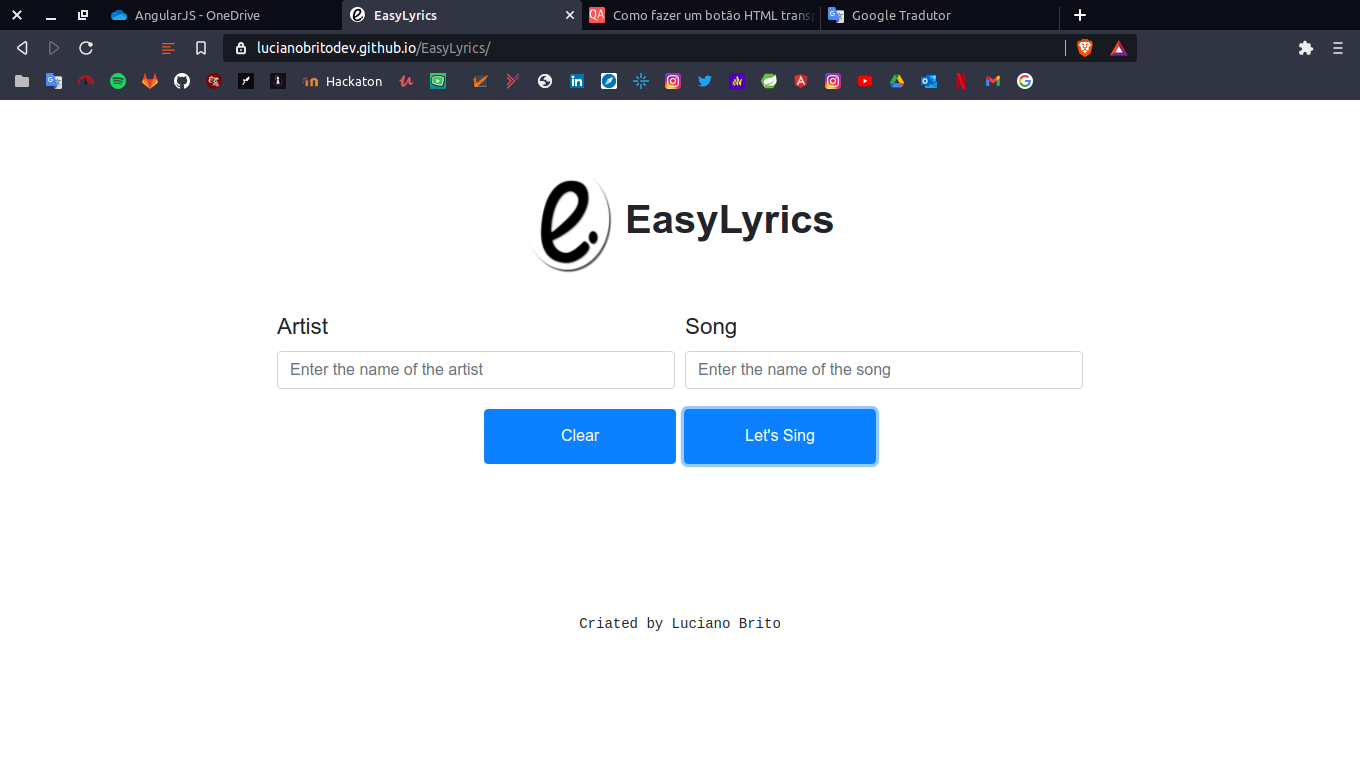 AngularJS - OneDrive
EasyLyrics
Como fazer um botão HTML transp
Google Tradutor
lucianobritodev.github.io/EasyLyrics/
Hackaton
e.
EasyLyrics
Artist
Song
Enter the name of the artist
Enter the name of the song
Clear
Let's Sing
Criated by Luciano Brito